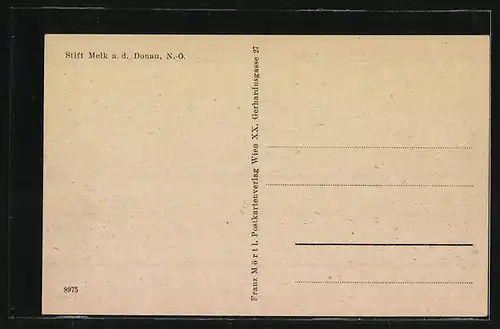 Stift Melk a. d. Donau, N.-Ö.
Franz Mörtl, Postkartenverlag Wien XX, Gerhardusgasse 27
8975